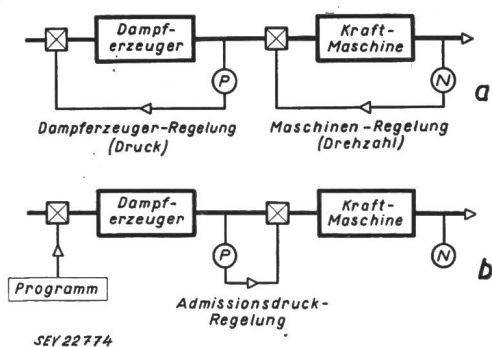 Dampf-
erzeuger
Kraft-
Maschine
P
N
a
Dampferzeuger-Regelung
(Druck)
Maschinen-Regelung
(Drehzahl)
Dampf-
erzeuger
Kraft-
Maschine
P
N
b
Programm
Admissionsdruck-
Regelung
SEV 22774